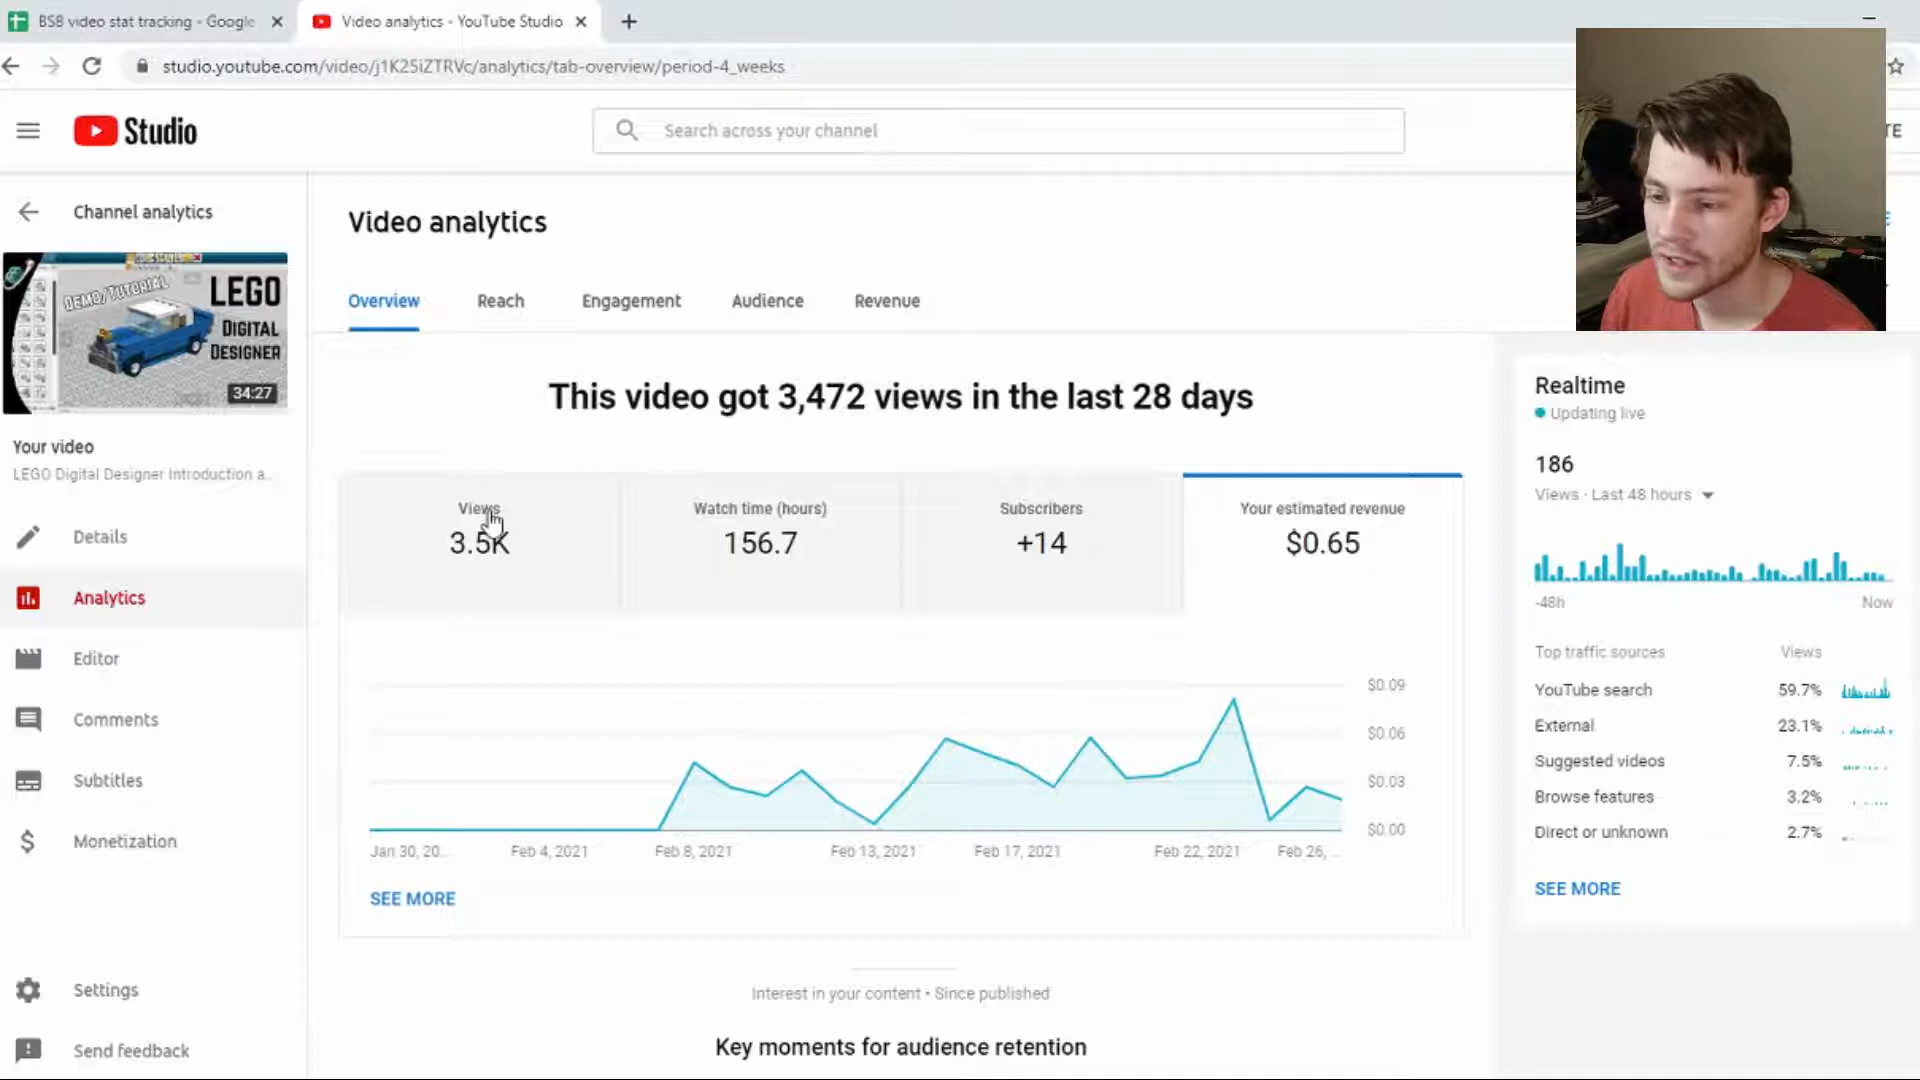 BSB video stat tracking - Google
Video analytics - YouTube Studio
studio.youtube.com/video/j1K25iZTRVc/analytics/tab-overview/period-4_weeks
Studio
Search across your channel
TE
Channel analytics
DEMO/TUTORIAL
LEGO
DIGITAL
DESIGNER
34:27
Your video
LEGO Digital Designer Introduction a...
Details
Analytics
Editor
Comments
Subtitles
Monetization
Settings
Send feedback
Video analytics
Overview Reach Engagement Audience Revenue
This video got 3,472 views in the last 28 days
Views Watch time (hours) Subscribers Your estimated revenue
3.5K 156.7 +14 $0.65
$0.09
$0.06
$0.03
$0.00
Jan 30, 20... Feb 4, 2021 Feb 8, 2021 Feb 13, 2021 Feb 17, 2021 Feb 22, 2021 Feb 26, ...
SEE MORE
Interest in your content • Since published
Key moments for audience retention
Realtime
Updating live
186
Views · Last 48 hours
-48h Now
Top traffic sources Views
YouTube search 59.7%
External 23.1%
Suggested videos 7.5%
Browse features 3.2%
Direct or unknown 2.7%
SEE MORE